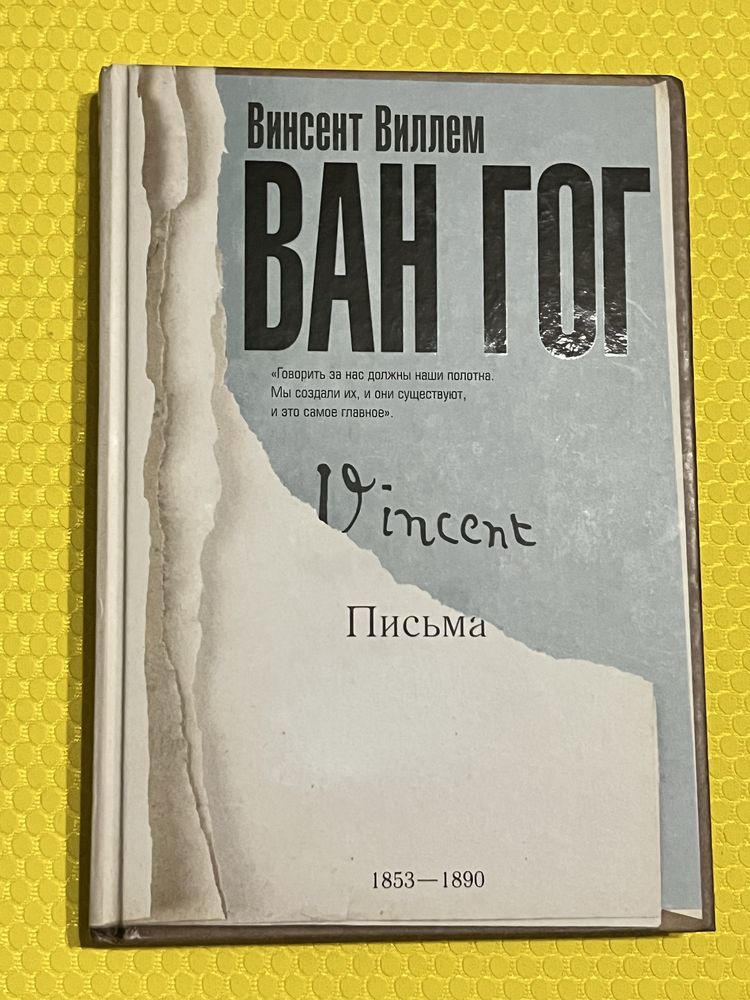 Винсент Виллем
ВАН ГОГ
«Говорить за нас должны наши полотна.
Мы создали их, и они существуют,
и это самое главное».
Vincent
Письма
1853—1890